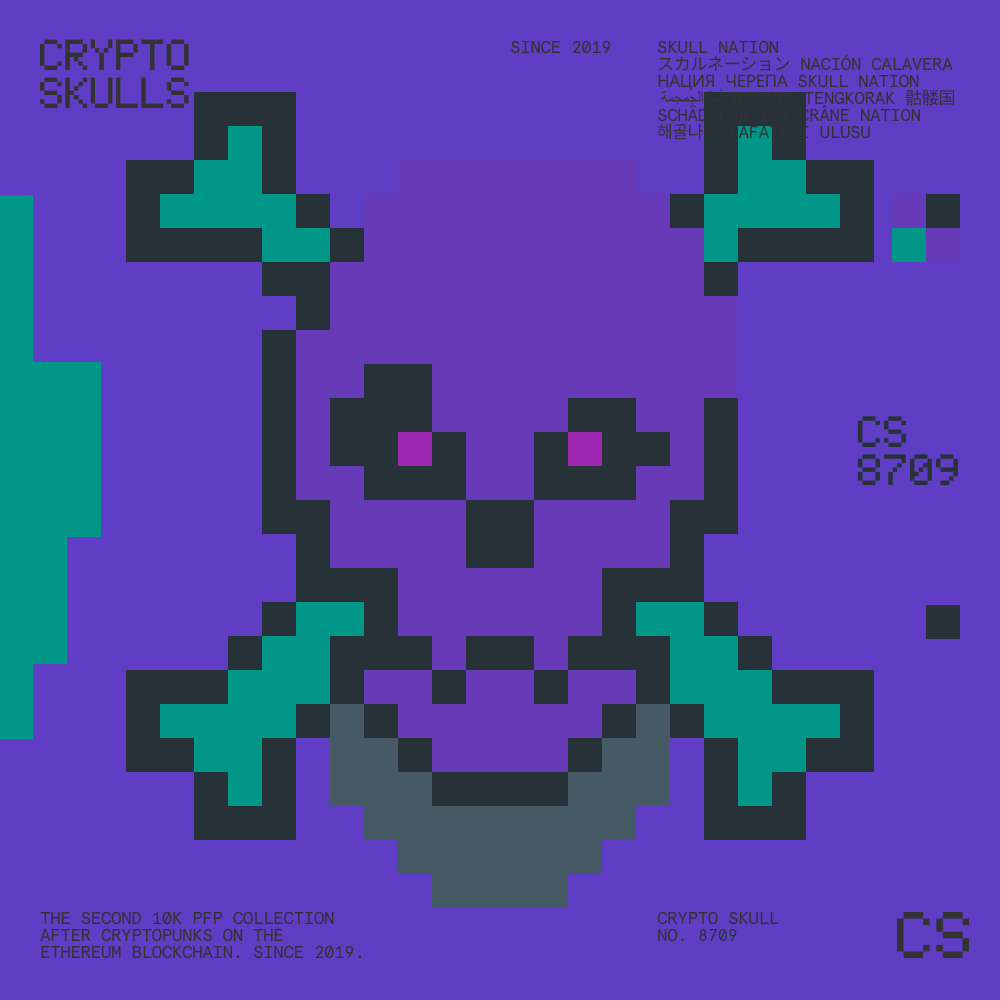 CRYPTO
SKULLS
SINCE 2019
SKULL NATION
スカルネーション NACIÓN CALAVERA
НАЦИЯ ЧЕРЕПА SKULL NATION
TENGKORAK 骷髅国
CRÂNE NATION
ULUSU
CS
8709
THE SECOND 10K PFP COLLECTION
AFTER CRYPTOPUNKS ON THE
ETHEREUM BLOCKCHAIN. SINCE 2019.
CRYPTO SKULL
NO. 8709
CS